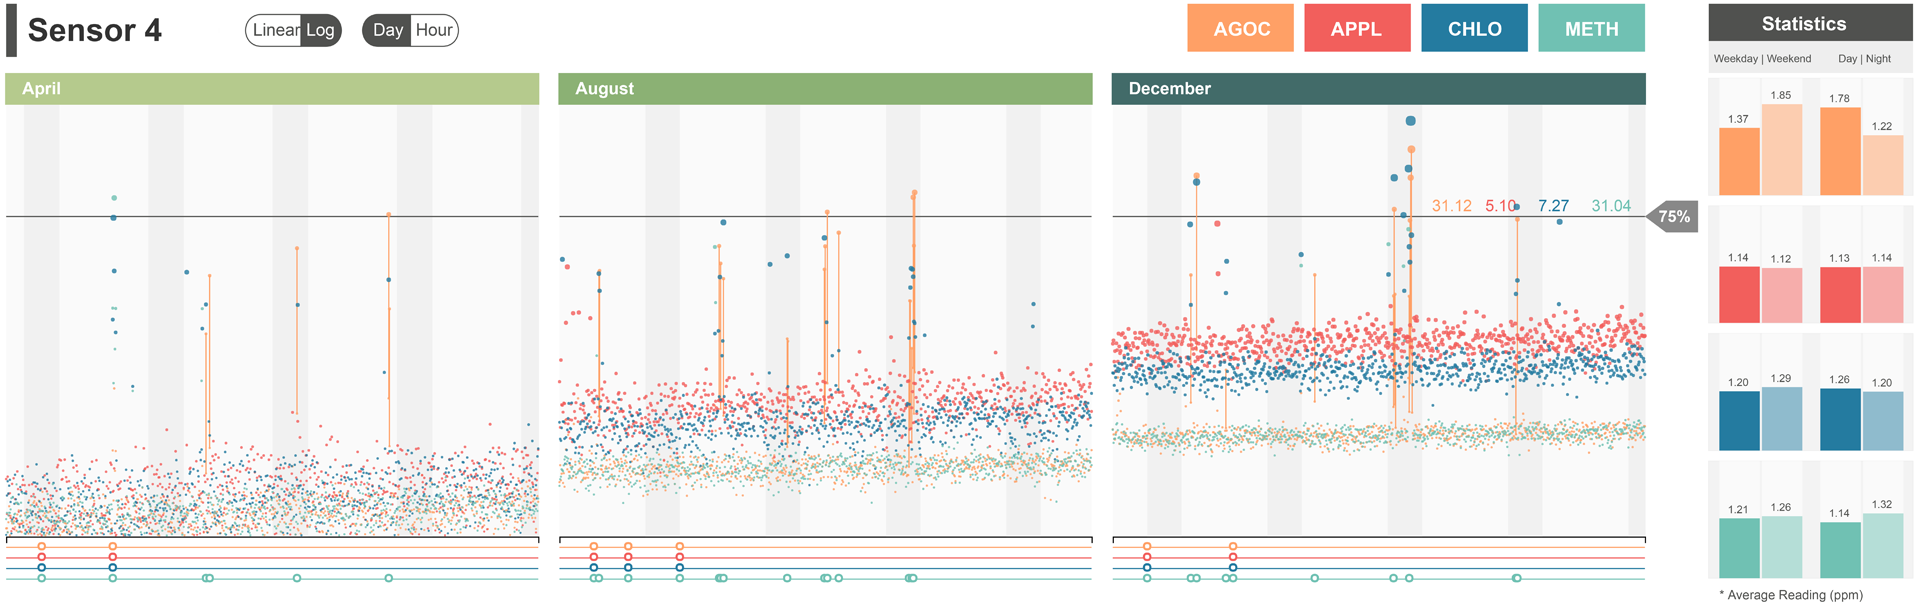 Sensor 4
Linear Log
Day Hour
AGOC
APPL
CHLO
METH
Statistics
Weekday | Weekend
Day | Night
April
August
December
1.37
1.85
1.78
1.22
31.12
5.10
7.27
31.04
75%
1.14
1.12
1.13
1.14
1.20
1.29
1.26
1.20
1.21
1.26
1.14
1.32
* Average Reading (ppm)